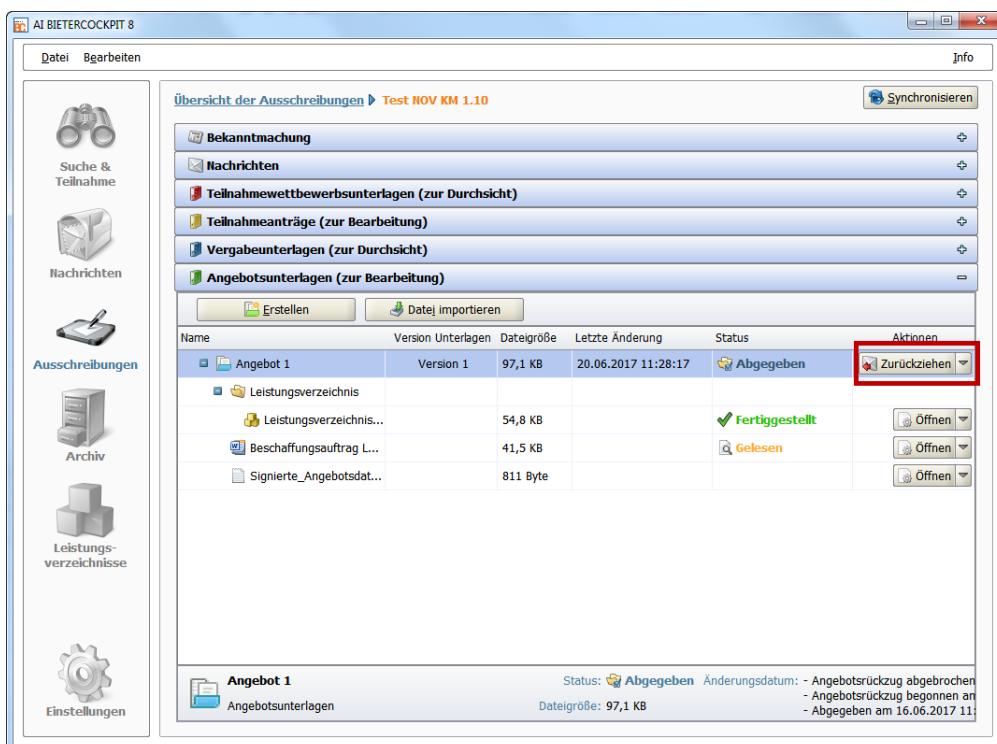 AI BIETERCOCKPIT 8
Datei Bearbeiten Info
Übersicht der Ausschreibungen Test NOV KM 1.10 Synchronisieren
Suche & Teilnahme
Nachrichten
Ausschreibungen
Archiv
Leistungs-
verzeichnisse
Einstellungen
Bekanntmachung
Nachrichten
Teilnahmewettbewerbsunterlagen (zur Durchsicht)
Teilnahmeanträge (zur Bearbeitung)
Vergabeunterlagen (zur Durchsicht)
Angebotsunterlagen (zur Bearbeitung)
Erstellen Datei importieren
Name Version Unterlagen Dateigröße Letzte Änderung Status Aktionen
Angebot 1 Version 1 97,1 KB 20.06.2017 11:28:17 Abgegeben Zurückziehen
Leistungsverzeichnis
Leistungsverzeichnis... 54,8 KB Fertiggestellt Öffnen
Beschaffungsauftrag L... 41,5 KB Gelesen Öffnen
Signierte_Angebotsdat... 811 Byte Öffnen
Angebot 1 Status: Abgegeben Änderungsdatum: - Angebotsrückzug abgebrochen
- Angebotsrückzug begonnen an
Angebotsunterlagen Dateigröße: 97,1 KB - Abgegeben am 16.06.2017 11: